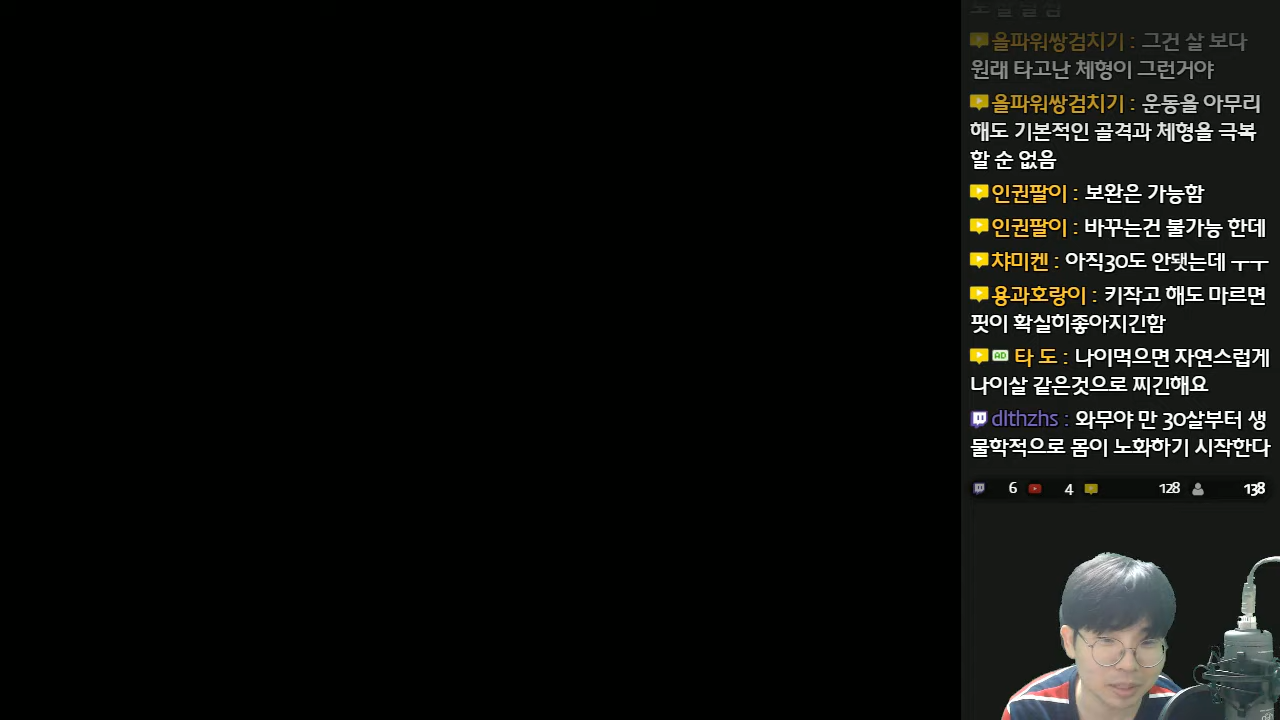 올파워쌍검치기 : 그건 살 보다
원래 타고난 체형이 그런거야
올파워쌍검치기 : 운동을 아무리
해도 기본적인 골격과 체형을 극복
할 순 없음
인권팔이 : 보완은 가능함
인권팔이 : 바꾸는건 불가능 한데
챠미켄 : 아직30도 안됏는데 ㅜㅜ
용과호랑이 : 키작고 해도 마르면
핏이 확실히좋아지긴함
AD 타 도 : 나이먹으면 자연스럽게
나이살 같은것으로 찌긴해요
dlthzhs : 와무야 만 30살부터 생
물학적으로 몸이 노화하기 시작한다
6 4 128 138